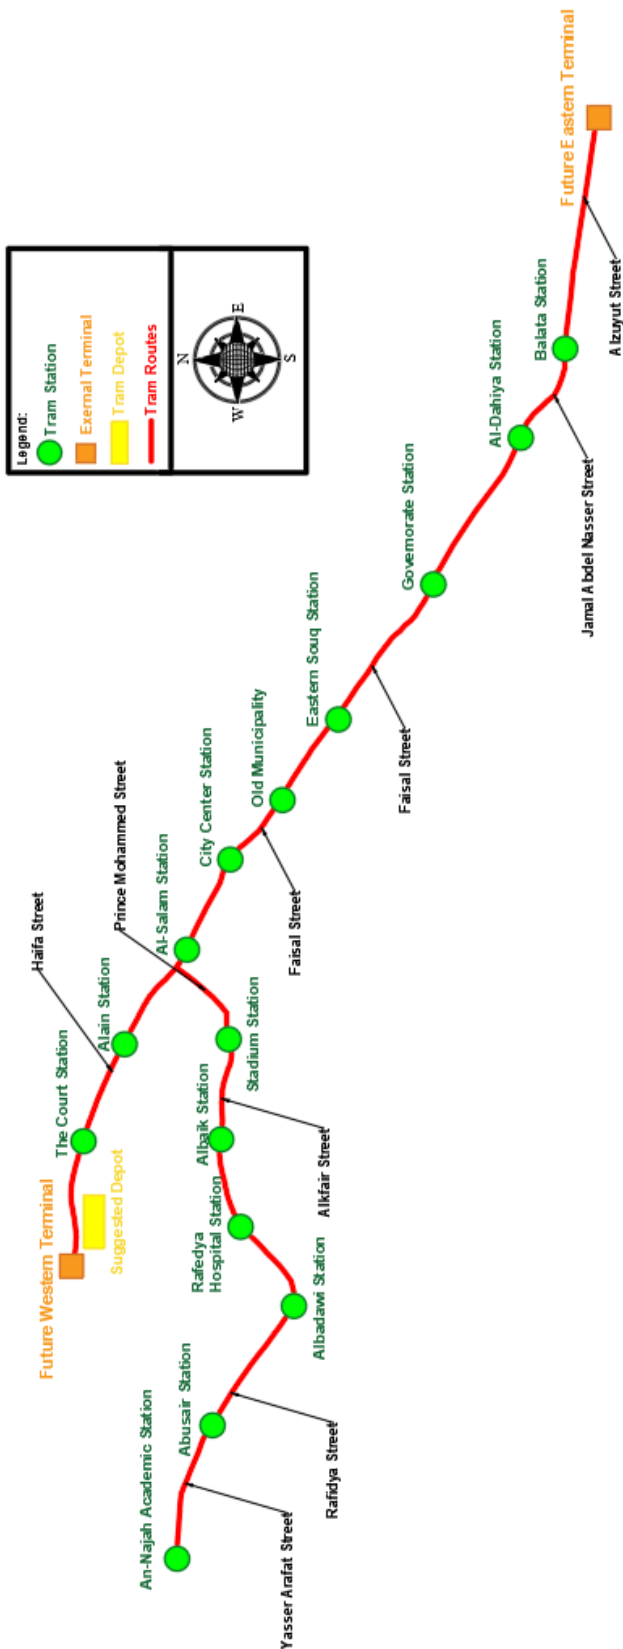 Legend:
Tram Station
Exernal Terminal
Tram Depot
Tram Routes
N
E
S
W
Future Western Terminal
Suggested Depot
The Court Station
Haifa Street
Alain Station
Prince Mohammed Street
Al-Salam Station
City Center Station
Old Municipality
Faisal Street
Eastern Souq Station
Faisal Street
Governorate Station
Al-Dahiya Station
Jamal Abdel Nasser Street
Balata Station
Alzuyut Street
Future Eastern Terminal
An-Najah Academic Station
Yasser Arafat Street
Abusair Station
Rafidya Street
Albadawi Station
Rafedya
Hospital Station
Albaik Station
Alkfair Street
Stadium Station